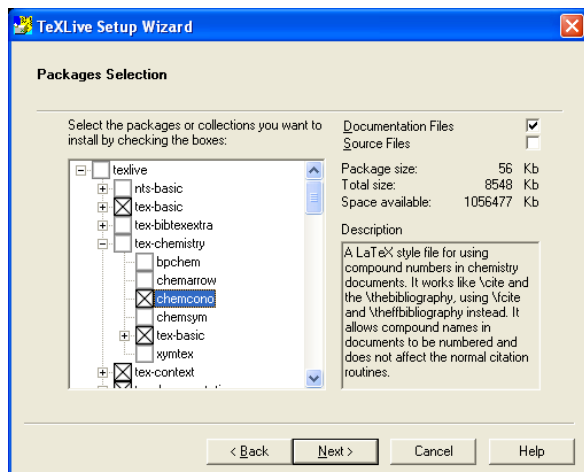 TeXLive Setup Wizard
Packages Selection
Select the packages or collections you want to
install by checking the boxes:
texlive
nts-basic
tex-basic
tex-bibtexextra
tex-chemistry
bpchem
chemarrow
chemcono
chemsym
tex-basic
xymtex
tex-context
Documentation Files
Source Files
Package size: 56 Kb
Total size: 8548 Kb
Space available: 1056477 Kb
Description
A LaTeX style file for using
compound numbers in chemistry
documents. It works like \cite and
the \thebibliography, using \fcite
and \theffbibliography instead. It
allows compound names in
documents to be numbered and
does not affect the normal citation
routines.
< Back
Next >
Cancel
Help